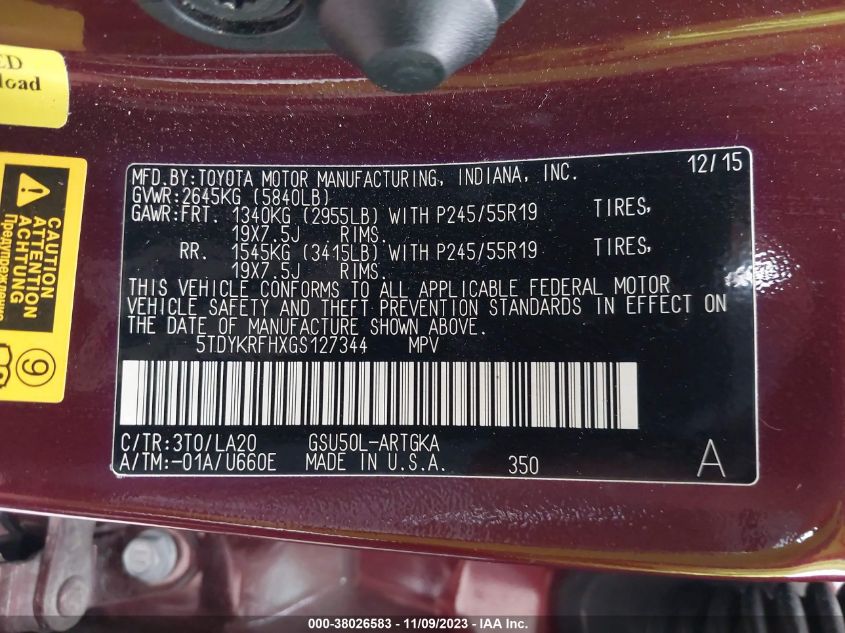 ED
load
CAUTION
ATTENTION
ACHTUNG
9
MFD.BY:TOYOTA MOTOR MANUFACTURING, INDIANA, INC. 12/15
GVWR:2645KG (5840LB)
GAWR:FRT. 1340KG (2955LB) WITH P245/55R19 TIRES,
19X7.5J RIMS.
RR. 1545KG (3415LB) WITH P245/55R19 TIRES,
19X7.5J RIMS.
THIS VEHICLE CONFORMS TO ALL APPLICABLE FEDERAL MOTOR
VEHICLE SAFETY AND THEFT PREVENTION STANDARDS IN EFFECT ON
THE DATE OF MANUFACTURE SHOWN ABOVE.
5TDYKRFHXGS127344 MPV
C/TR:3T0/LA20 GSU50L-ARTGKA
A/TM:-01A/U660E MADE IN U.S.A. 350 A
000-38026583 - 11/09/2023 - IAA Inc.